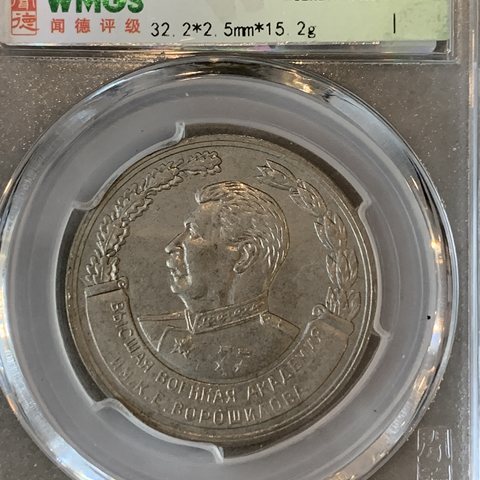 WMGS
闻德评级 32.2*2.5mm*15.2g
ВЫСШАЯ ВОЕННАЯ АКАДЕМИЯ
ИМ. К. Е. ВОРОШИЛОВА